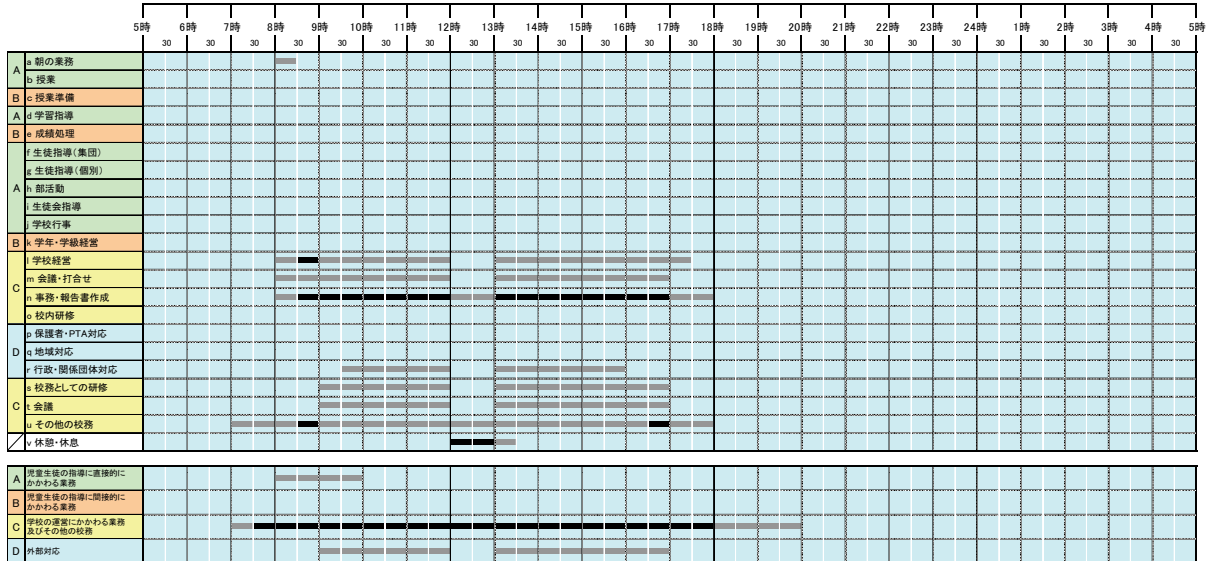 5時 6時 7時 8時 9時 10時 11時 12時 13時 14時 15時 16時 17時 18時 19時 20時 21時 22時 23時 24時 1時 2時 3時 4時 5時
30 30 30 30 30 30 30 30 30 30 30 30 30 30 30 30 30 30 30 30 30 30 30 30
A
a 朝の業務
b 授業
B c 授業準備
A d 学習指導
B e 成績処理
A
f 生徒指導(集団)
g 生徒指導(個別)
h 部活動
i 生徒会指導
j 学校行事
B k 学年・学級経営
C
l 学校経営
m 会議・打合せ
n 事務・報告書作成
o 校内研修
D
p 保護者・PTA対応
q 地域対応
r 行政・関係団体対応
C
s 校務としての研修
t 会議
u その他の校務
v 休憩・休息
A 児童生徒の指導に直接的に
かかわる業務
B 児童生徒の指導に間接的に
かかわる業務
C 学校の運営にかかわる業務
及びその他の校務
D 外部対応